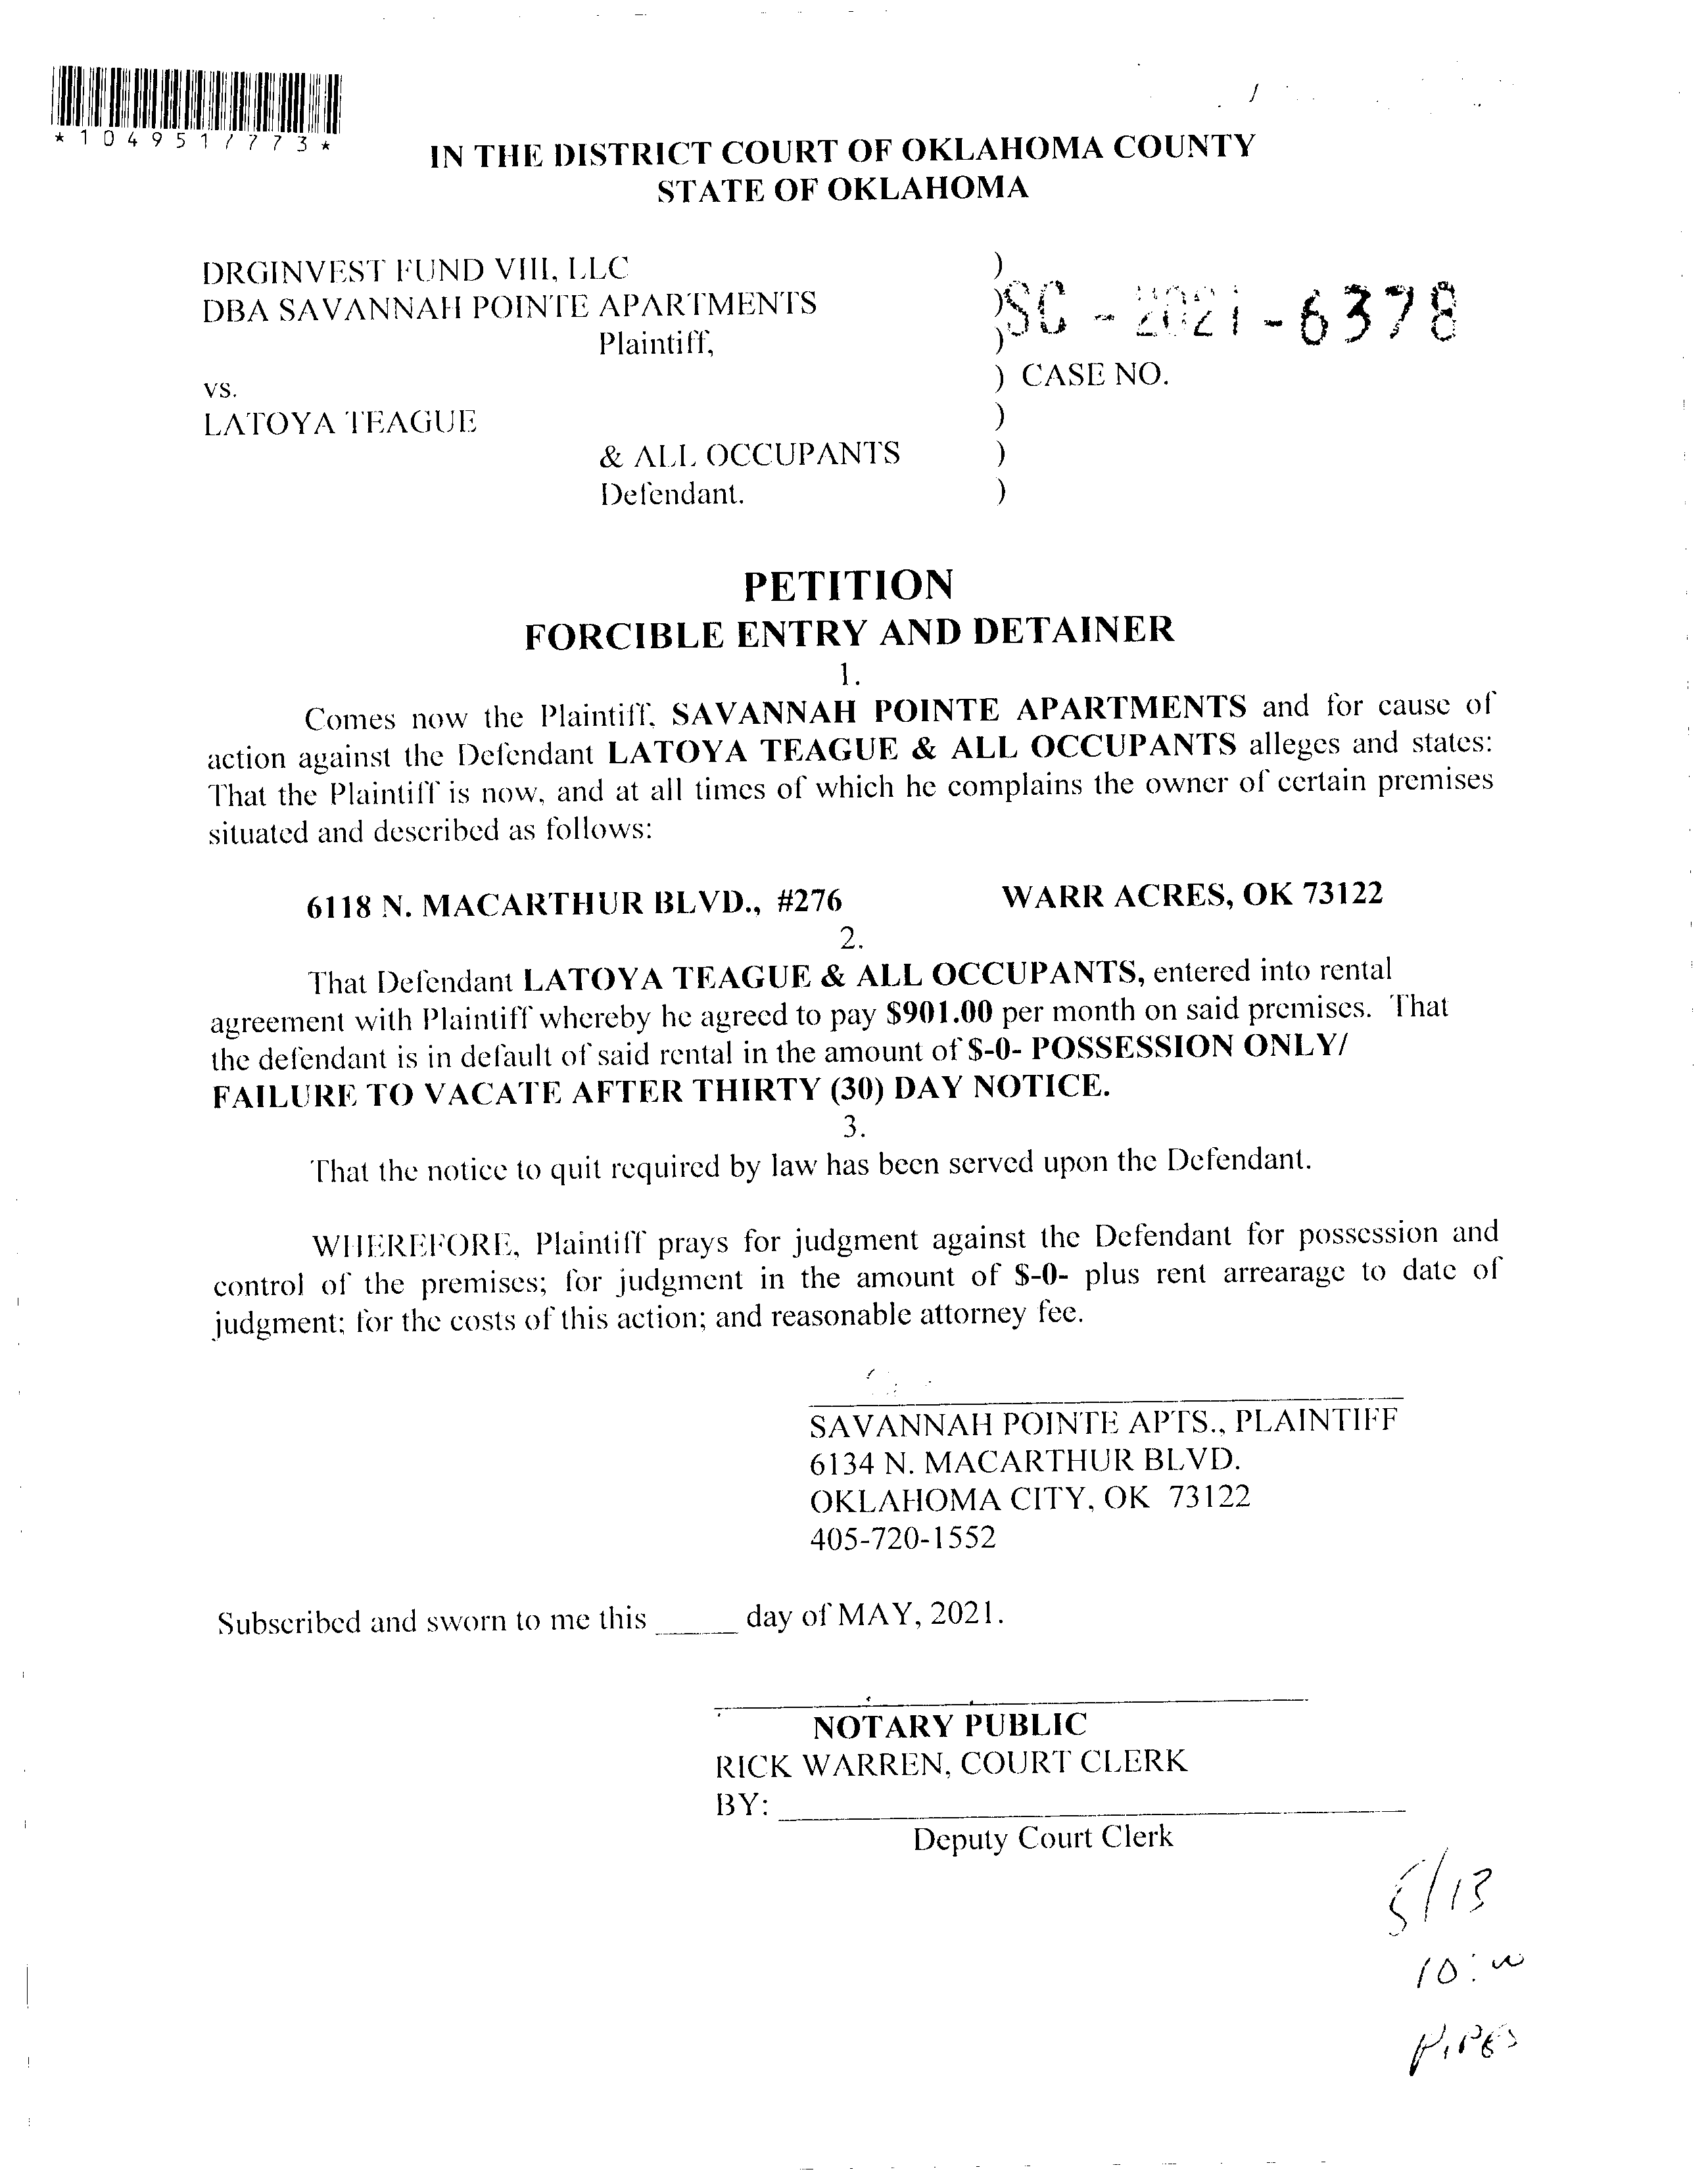 *1049517773*
IN THE DISTRICT COURT OF OKLAHOMA COUNTY
STATE OF OKLAHOMA
DRGINVEST FUND VIII, LLC )
DBA SAVANNAH POINTE APARTMENTS ) SC - 2021 - 6378
Plaintiff, )
vs. ) CASE NO.
LATOYA TEAGUE )
& ALL OCCUPANTS )
Defendant. )
PETITION
FORCIBLE ENTRY AND DETAINER
1.
Comes now the Plaintiff, SAVANNAH POINTE APARTMENTS and for cause of
action against the Defendant LATOYA TEAGUE & ALL OCCUPANTS alleges and states:
That the Plaintiff is now, and at all times of which he complains the owner of certain premises
situated and described as follows:
6118 N. MACARTHUR BLVD., #276 WARR ACRES, OK 73122
2.
That Defendant LATOYA TEAGUE & ALL OCCUPANTS, entered into rental
agreement with Plaintiff whereby he agreed to pay $901.00 per month on said premises. That
the defendant is in default of said rental in the amount of $-0- POSSESSION ONLY/
FAILURE TO VACATE AFTER THIRTY (30) DAY NOTICE.
3.
That the notice to quit required by law has been served upon the Defendant.
WHEREFORE, Plaintiff prays for judgment against the Defendant for possession and
control of the premises; for judgment in the amount of $-0- plus rent arrearage to date of
judgment; for the costs of this action; and reasonable attorney fee.
SAVANNAH POINTE APTS., PLAINTIFF
6134 N. MACARTHUR BLVD.
OKLAHOMA CITY, OK 73122
405-720-1552
Subscribed and sworn to me this _____ day of MAY, 2021.
NOTARY PUBLIC
RICK WARREN, COURT CLERK
BY:
Deputy Court Clerk
5/13
10:00